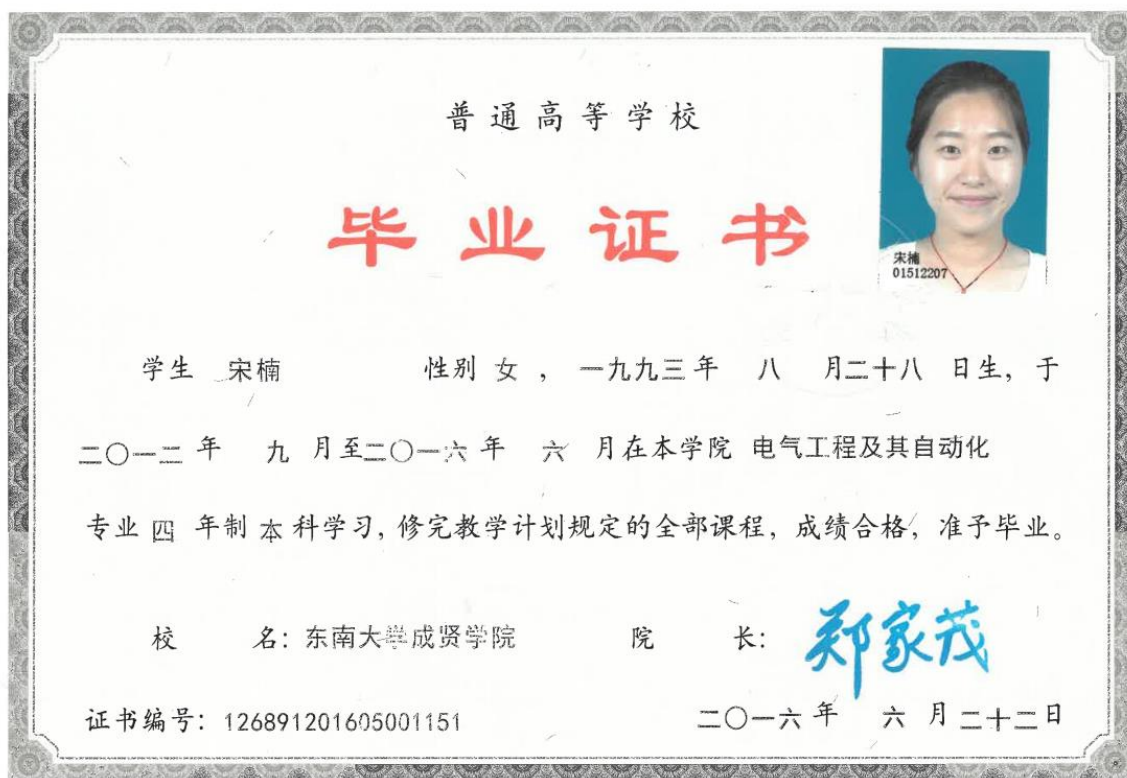 普通高等学校
毕业证书
宋楠
01512207
学生 宋楠 性别 女 , 一九九三年 八 月二十八 日生, 于
二〇一二 年 九 月至二〇一六年 六 月在本学院 电气工程及其自动化
专业 四 年制 本 科学习, 修完教学计划规定的全部课程, 成绩合格, 准予毕业。
校 名: 东南大学成贤学院 院 长: 郑家茂
证书编号: 126891201605001151 二〇一六 年 六 月 二十二 日